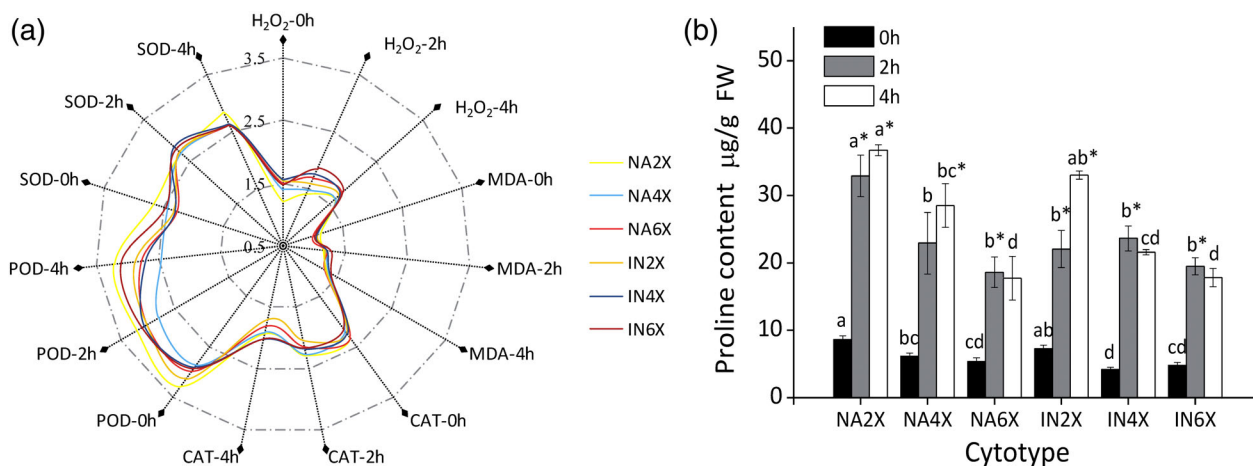 (a)
H₂O₂-0h
H₂O₂-2h
H₂O₂-4h
MDA-0h
MDA-2h
MDA-4h
CAT-0h
CAT-2h
CAT-4h
POD-0h
POD-2h
POD-4h
SOD-0h
SOD-2h
SOD-4h
3.5
2.5
1.5
0.5
NA2X
NA4X
NA6X
IN2X
IN4X
IN6X
(b)
0h
2h
4h
Proline content μg/g FW
50
40
30
20
10
0
a a* a*
bc b bc*
cd b* d
ab b* ab*
d b* cd
cd b* d
NA2X NA4X NA6X IN2X IN4X IN6X
Cytotype